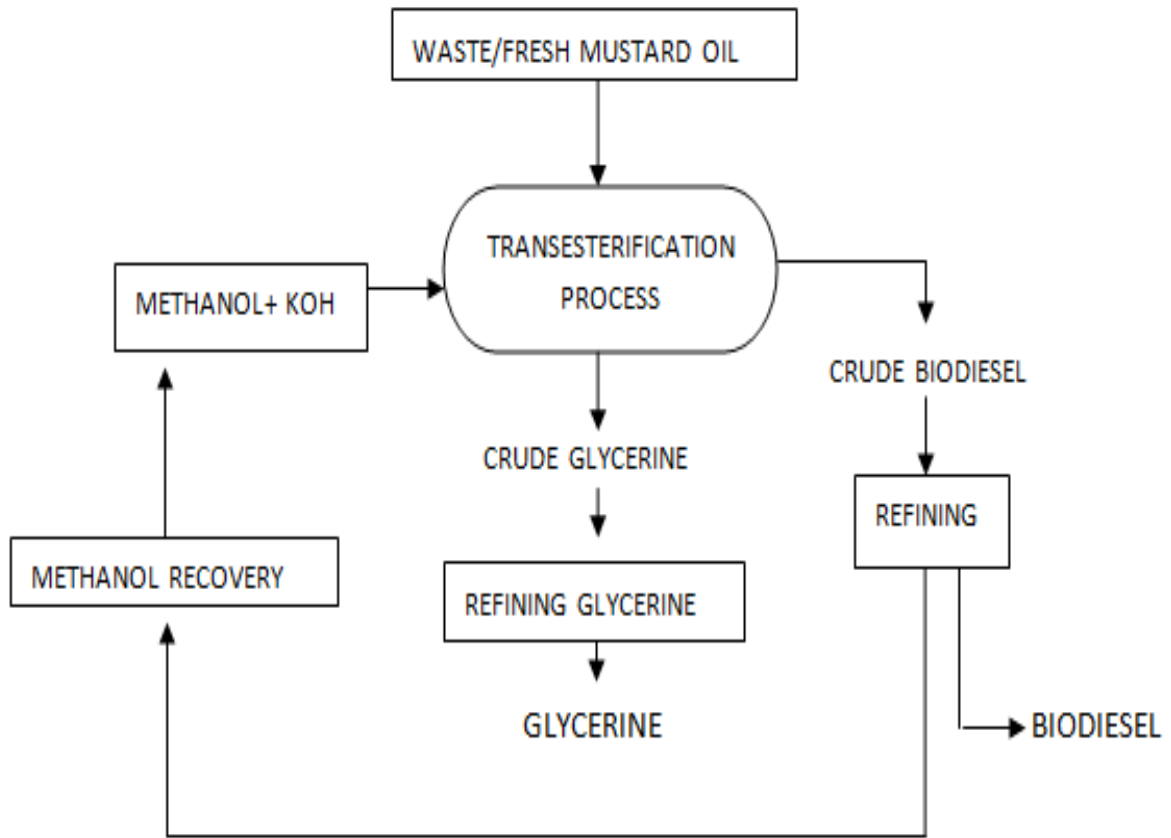 WASTE/FRESH MUSTARD OIL
TRANSESTERIFICATION
PROCESS
METHANOL+ KOH
CRUDE BIODIESEL
CRUDE GLYCERINE
REFINING
METHANOL RECOVERY
REFINING GLYCERINE
GLYCERINE
BIODIESEL